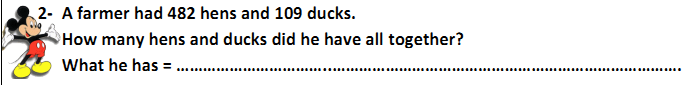 2- A farmer had 482 hens and 109 ducks.
How many hens and ducks did he have all together?
What he has = ......................................................................................................